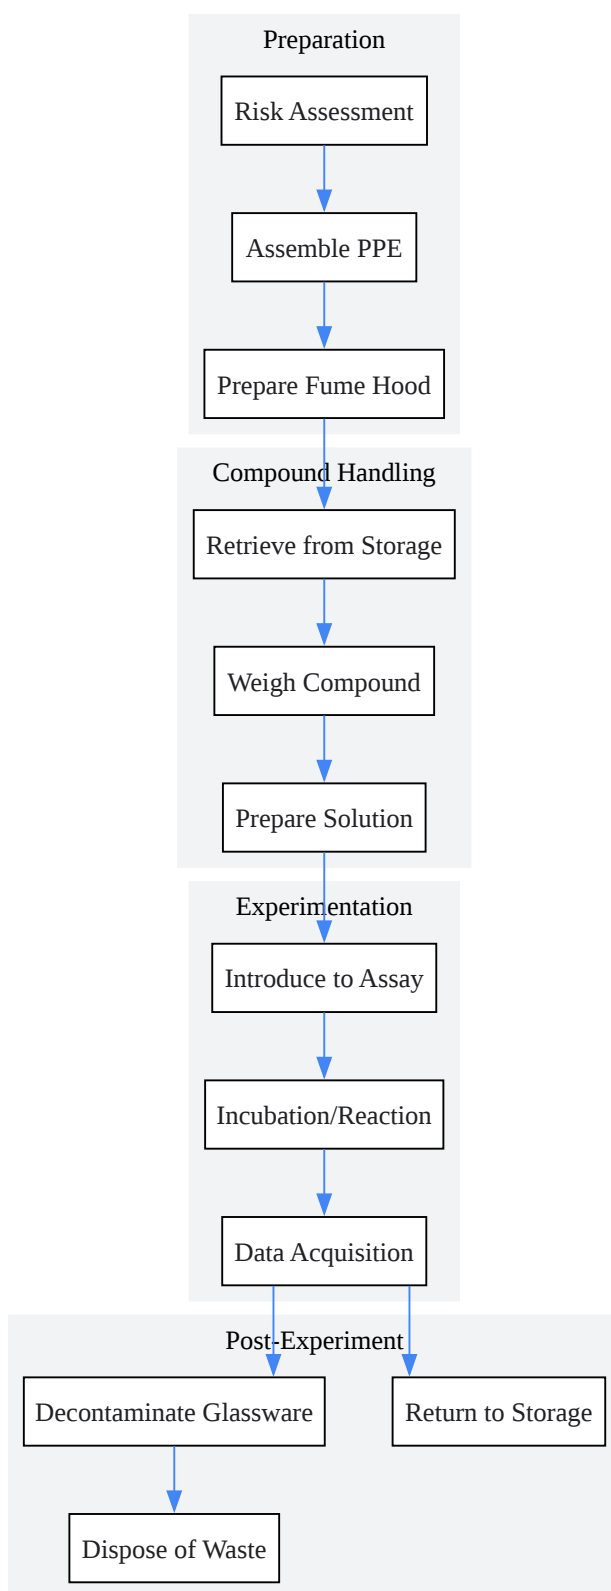 Preparation
Risk Assessment
Assemble PPE
Prepare Fume Hood
Compound Handling
Retrieve from Storage
Weigh Compound
Prepare Solution
Experimentation
Introduce to Assay
Incubation/Reaction
Data Acquisition
Post-Experiment
Decontaminate Glassware
Return to Storage
Dispose of Waste